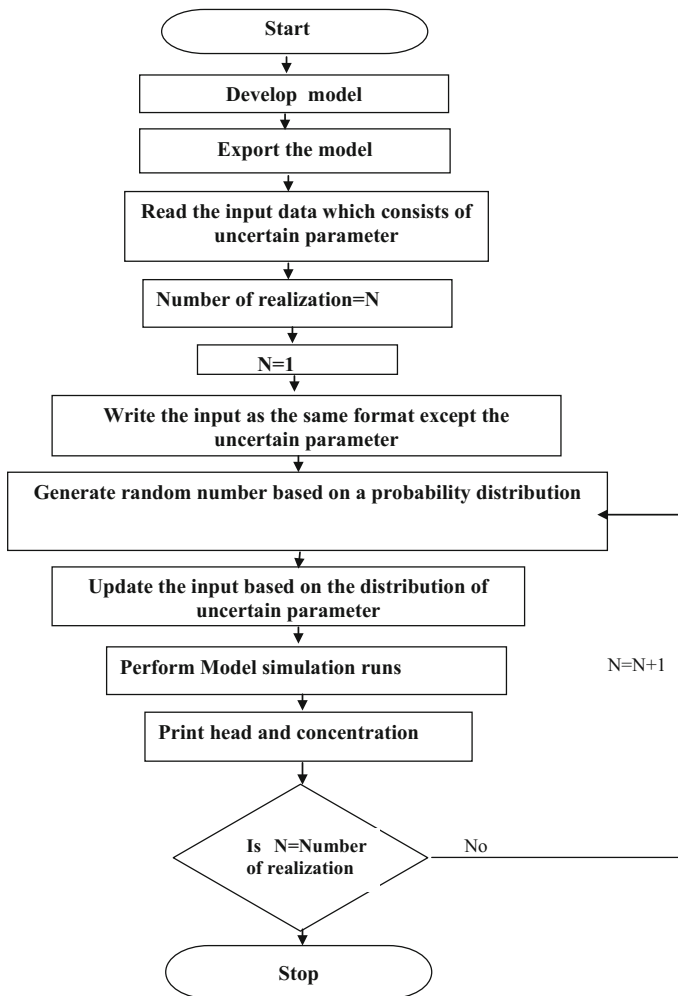 Start
Develop model
Export the model
Read the input data which consists of
uncertain parameter
Number of realization=N
N=1
Write the input as the same format except the
uncertain parameter
Generate random number based on a probability distribution
Update the input based on the distribution of
uncertain parameter
Perform Model simulation runs
N=N+1
Print head and concentration
Is N=Number
of realization
No
Stop